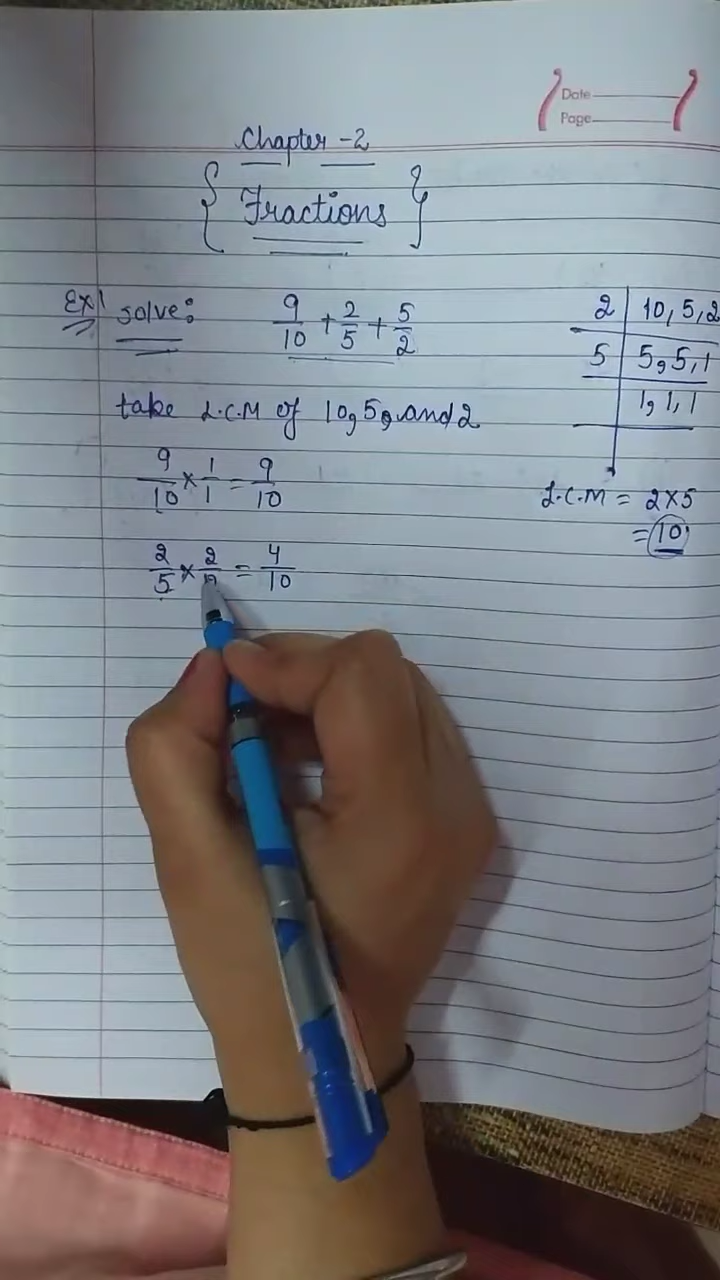 Date
Page
Chapter - 2
{ Fractions }
Ex1 solve: 9/10 + 2/5 + 5/2
2 | 10, 5, 2
5 | 5, 5, 1
1, 1, 1
take L.C.M of 10, 5, and 2
9/10 × 1/1 = 9/10
L.C.M = 2×5
= 10
2/5 × 2/2 = 4/10